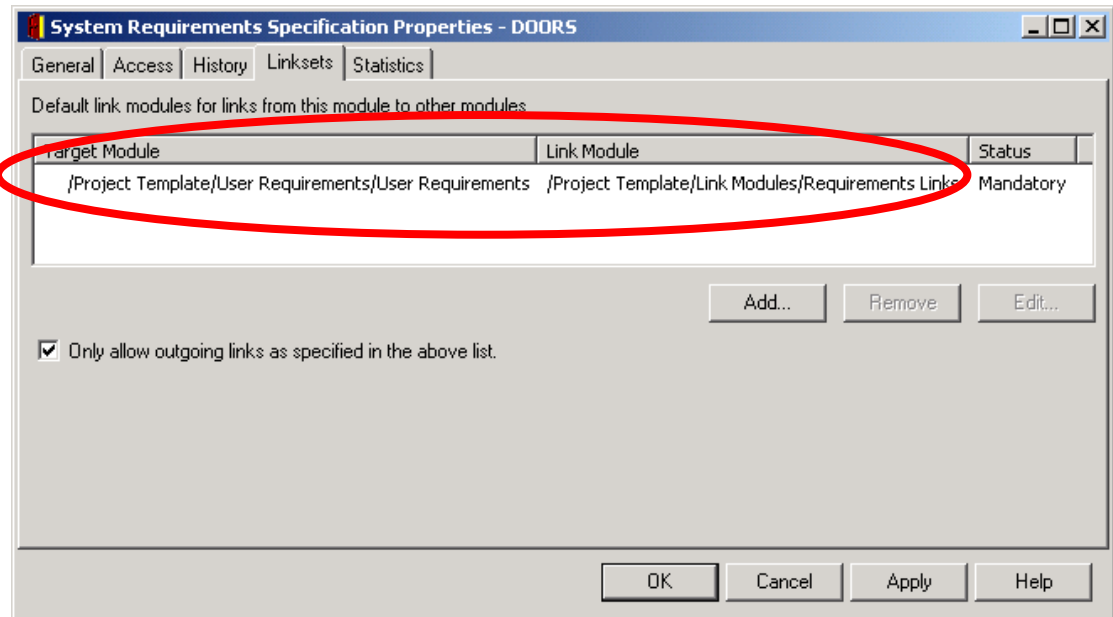 System Requirements Specification Properties - DOORS
General Access History Linksets Statistics
Default link modules for links from this module to other modules
Target Module Link Module Status
/Project Template/User Requirements/User Requirements /Project Template/Link Modules/Requirements Links Mandatory
Add... Remove Edit...
Only allow outgoing links as specified in the above list.
OK Cancel Apply Help